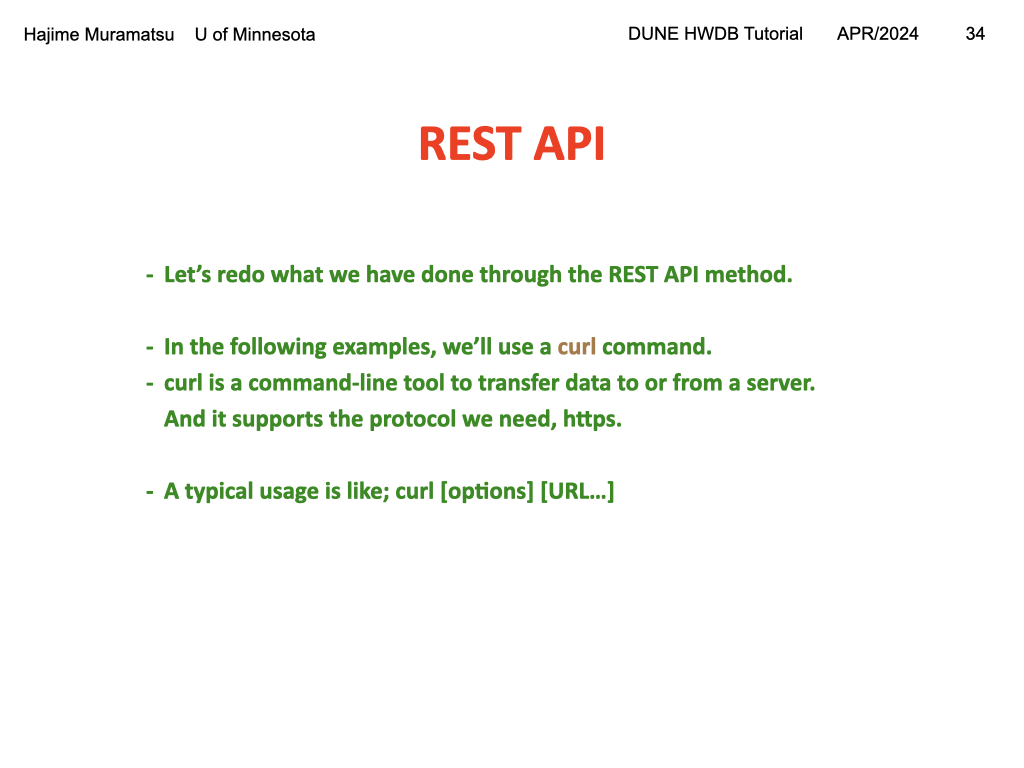 Hajime Muramatsu U of Minnesota DUNE HWDB Tutorial APR/2024 34
REST API
- Let’s redo what we have done through the REST API method.
- In the following examples, we’ll use a curl command.
- curl is a command-line tool to transfer data to or from a server.
And it supports the protocol we need, https.
- A typical usage is like; curl [options] [URL…]